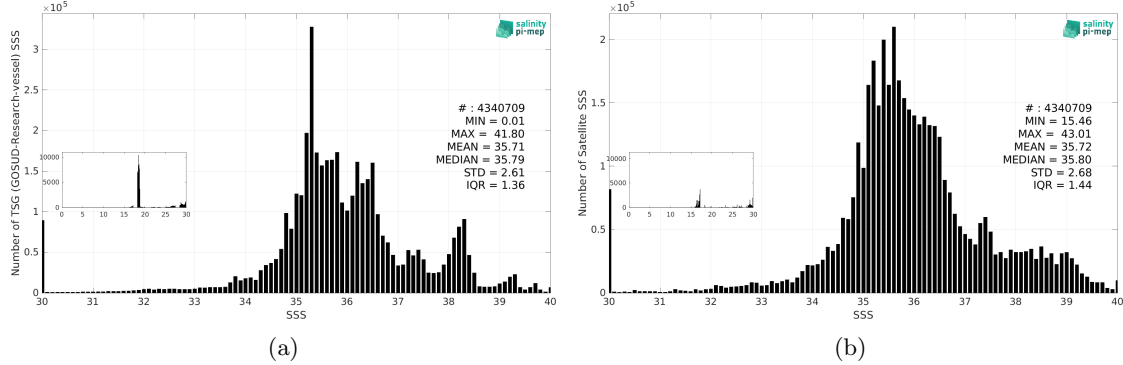 ×10⁵
3
2.5
2
1.5
1
0.5
0
30 31 32 33 34 35 36 37 38 39 40
SSS
Number of TSG (GOSUD-Research-vessel) SSS
salinity
pi-mep
# : 4340709
MIN = 0.01
MAX = 41.80
MEAN = 35.71
MEDIAN = 35.79
STD = 2.61
IQR = 1.36
10000
5000
0
0 5 10 15 20 25 30
(a)
×10⁵
2
1.5
1
0.5
0
30 31 32 33 34 35 36 37 38 39 40
SSS
Number of Satellite SSS
salinity
pi-mep
# : 4340709
MIN = 15.46
MAX = 43.01
MEAN = 35.72
MEDIAN = 35.80
STD = 2.68
IQR = 1.44
10000
5000
0
0 5 10 15 20 25 30
(b)